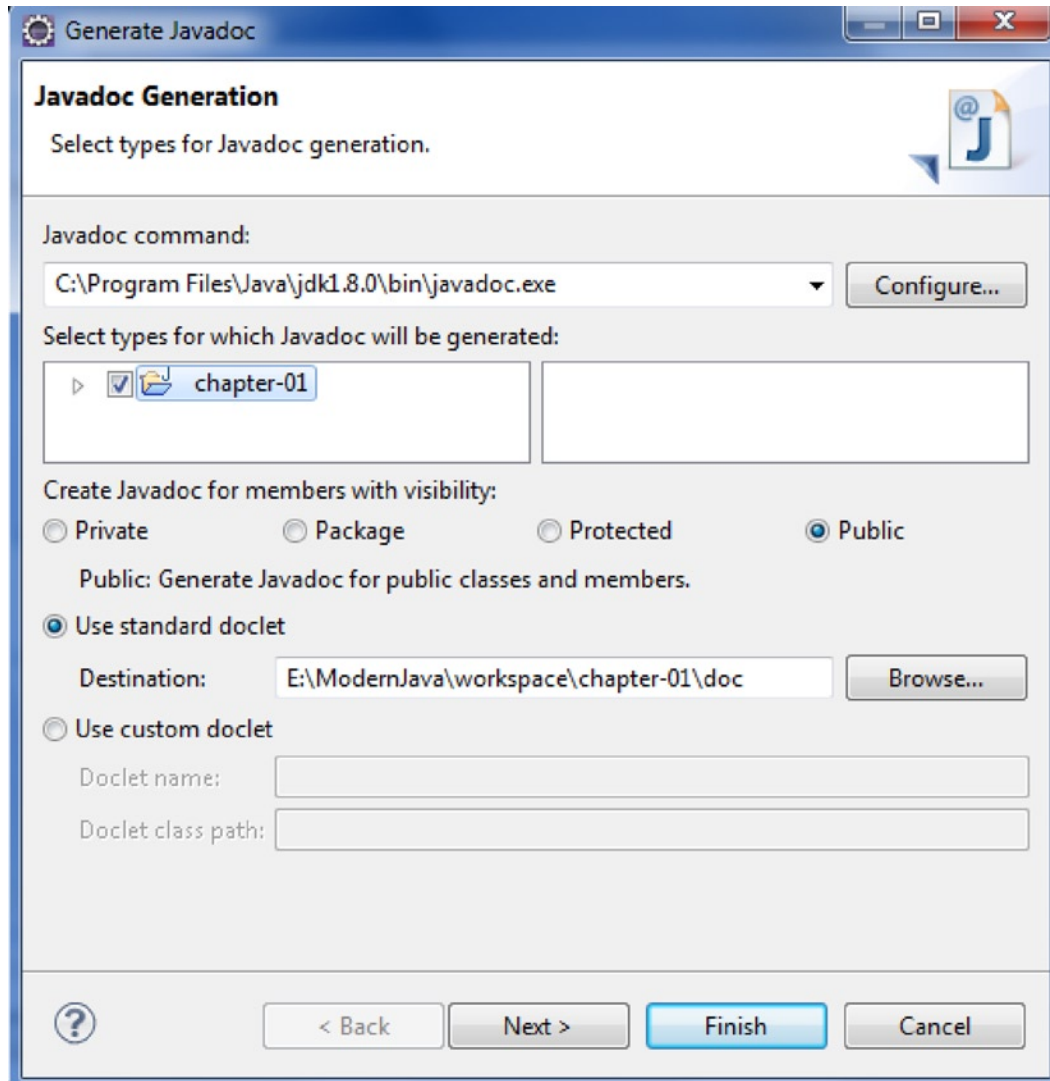 Generate Javadoc
Javadoc Generation
Select types for Javadoc generation.
@
J
Javadoc command:
C:\Program Files\Java\jdk1.8.0\bin\javadoc.exe
Configure...
Select types for which Javadoc will be generated:
chapter-01
Create Javadoc for members with visibility:
Private Package Protected Public
Public: Generate Javadoc for public classes and members.
Use standard doclet
Destination: E:\ModernJava\workspace\chapter-01\doc Browse...
Use custom doclet
Doclet name:
Doclet class path:
? < Back Next > Finish Cancel